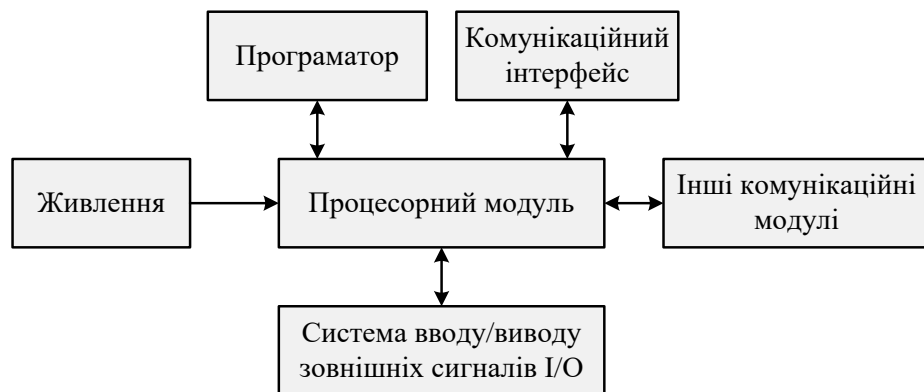 Програматор
Комунікаційний
інтерфейс
Живлення
Процесорний модуль
Інші комунікаційні
модулі
Система вводу/виводу
зовнішніх сигналів І/О